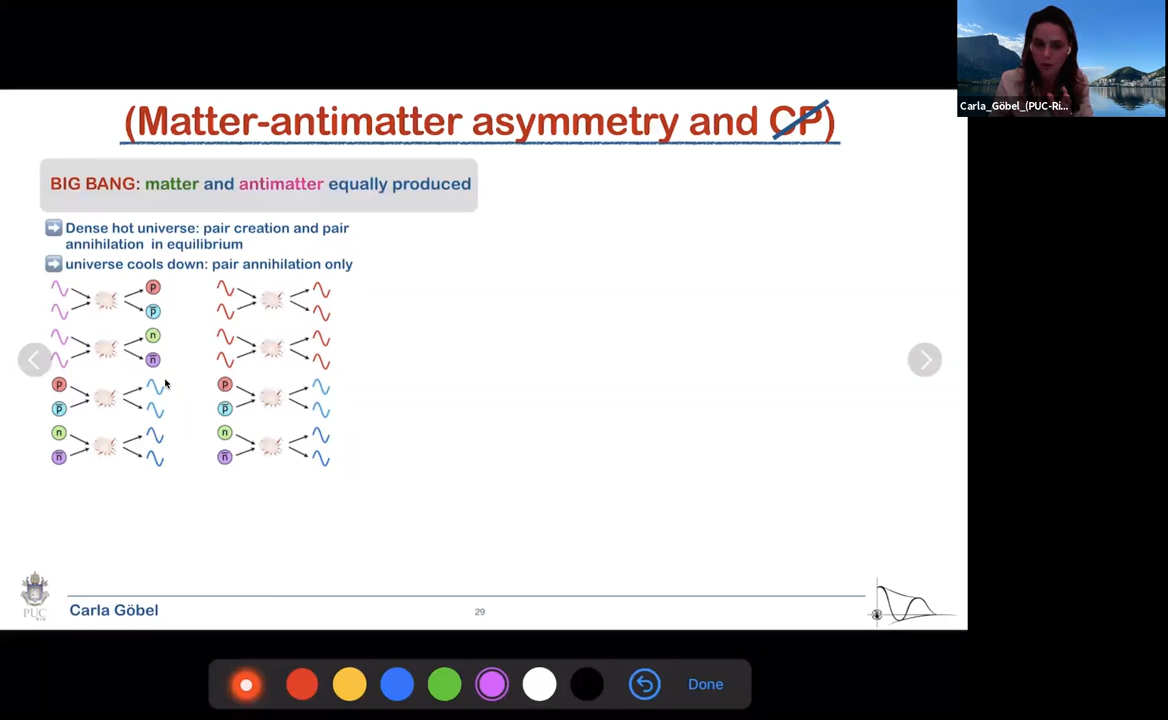 Carla_Göbel_(PUC-Ri...
(Matter-antimatter asymmetry and CP)
BIG BANG: matter and antimatter equally produced
Dense hot universe: pair creation and pair
annihilation in equilibrium
universe cools down: pair annihilation only
p
p̅
n
n̅
p
p̅
n
n̅
p
p̅
n
n̅
PUC
Carla Göbel
29
Done